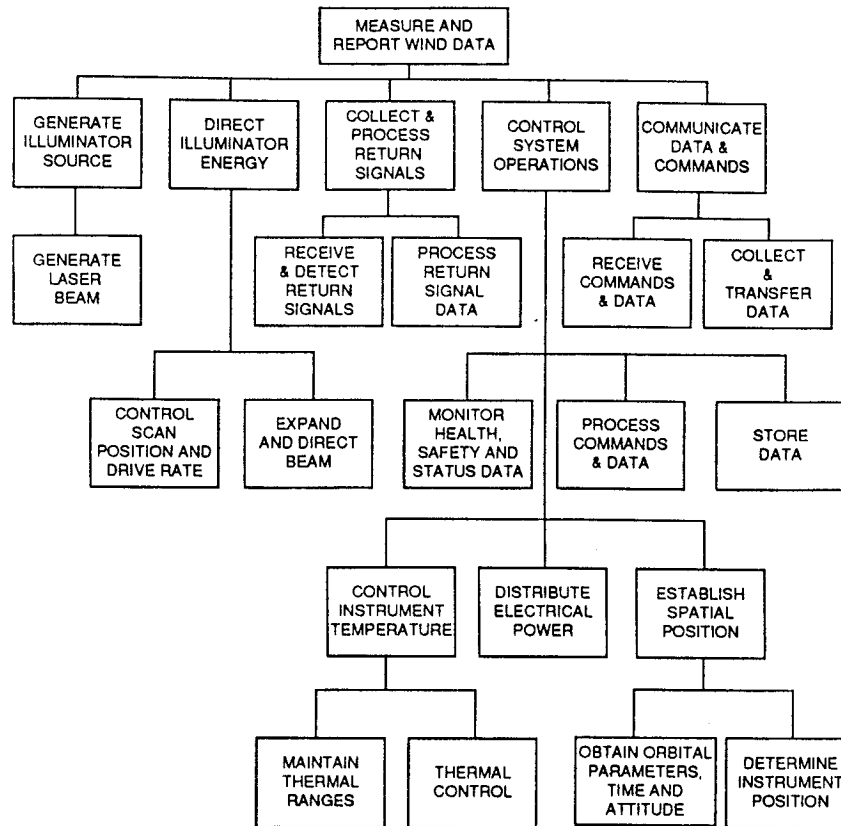 MEASURE AND
REPORT WIND DATA
GENERATE
ILLUMINATOR
SOURCE
DIRECT
ILLUMINATOR
ENERGY
COLLECT &
PROCESS
RETURN
SIGNALS
CONTROL
SYSTEM
OPERATIONS
COMMUNICATE
DATA &
COMMANDS
GENERATE
LASER
BEAM
RECEIVE
& DETECT
RETURN
SIGNALS
PROCESS
RETURN
SIGNAL
DATA
RECEIVE
COMMANDS
& DATA
COLLECT
&
TRANSFER
DATA
CONTROL
SCAN
POSITION AND
DRIVE RATE
EXPAND
AND DIRECT
BEAM
MONITOR
HEALTH,
SAFETY AND
STATUS DATA
PROCESS
COMMANDS
& DATA
STORE
DATA
CONTROL
INSTRUMENT
TEMPERATURE
DISTRIBUTE
ELECTRICAL
POWER
ESTABLISH
SPATIAL
POSITION
MAINTAIN
THERMAL
RANGES
THERMAL
CONTROL
OBTAIN ORBITAL
PARAMETERS,
TIME AND
ATTITUDE
DETERMINE
INSTRUMENT
POSITION